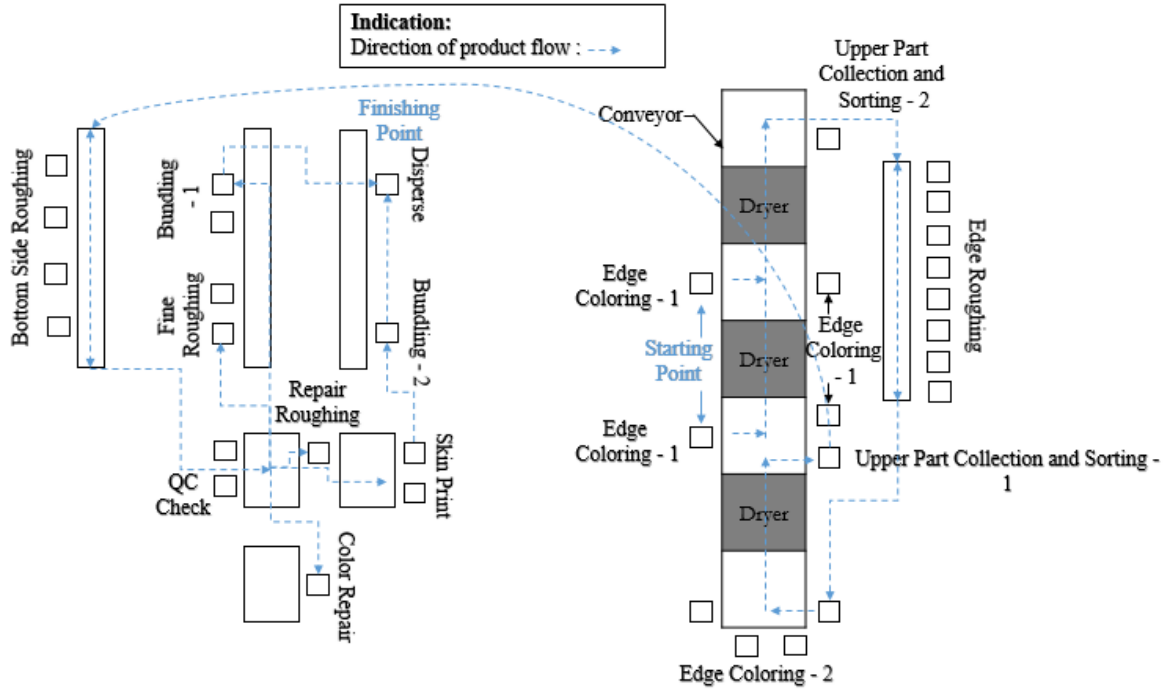 Indication:
Direction of product flow :
Upper Part
Collection and
Sorting - 2
Finishing
Point
Conveyor
Bottom Side Roughing
Bundling
- 1
Disperse
Dryer
Edge Roughing
Fine
Roughing
Bundling - 2
Edge
Coloring - 1
Edge
Coloring
- 1
Starting
Point
Dryer
Repair
Roughing
Edge
Coloring - 1
Upper Part Collection and Sorting -
1
QC
Check
Skin Print
Dryer
Color Repair
Edge Coloring - 2